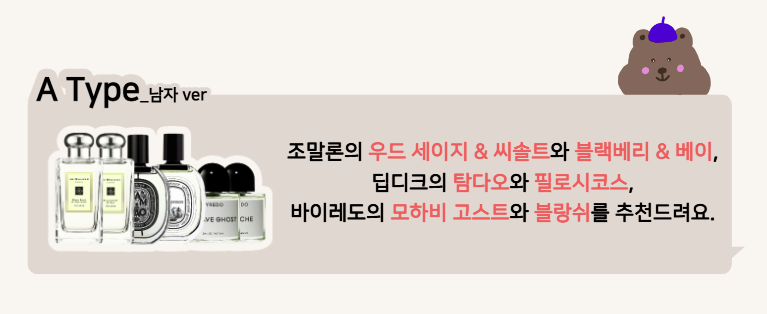 A Type_남자 ver
조말론의 우드 세이지 & 씨솔트와 블랙베리 & 베이,
딥디크의 탐다오와 필로시코스,
바이레도의 모하비 고스트와 블랑쉬를 추천드려요.